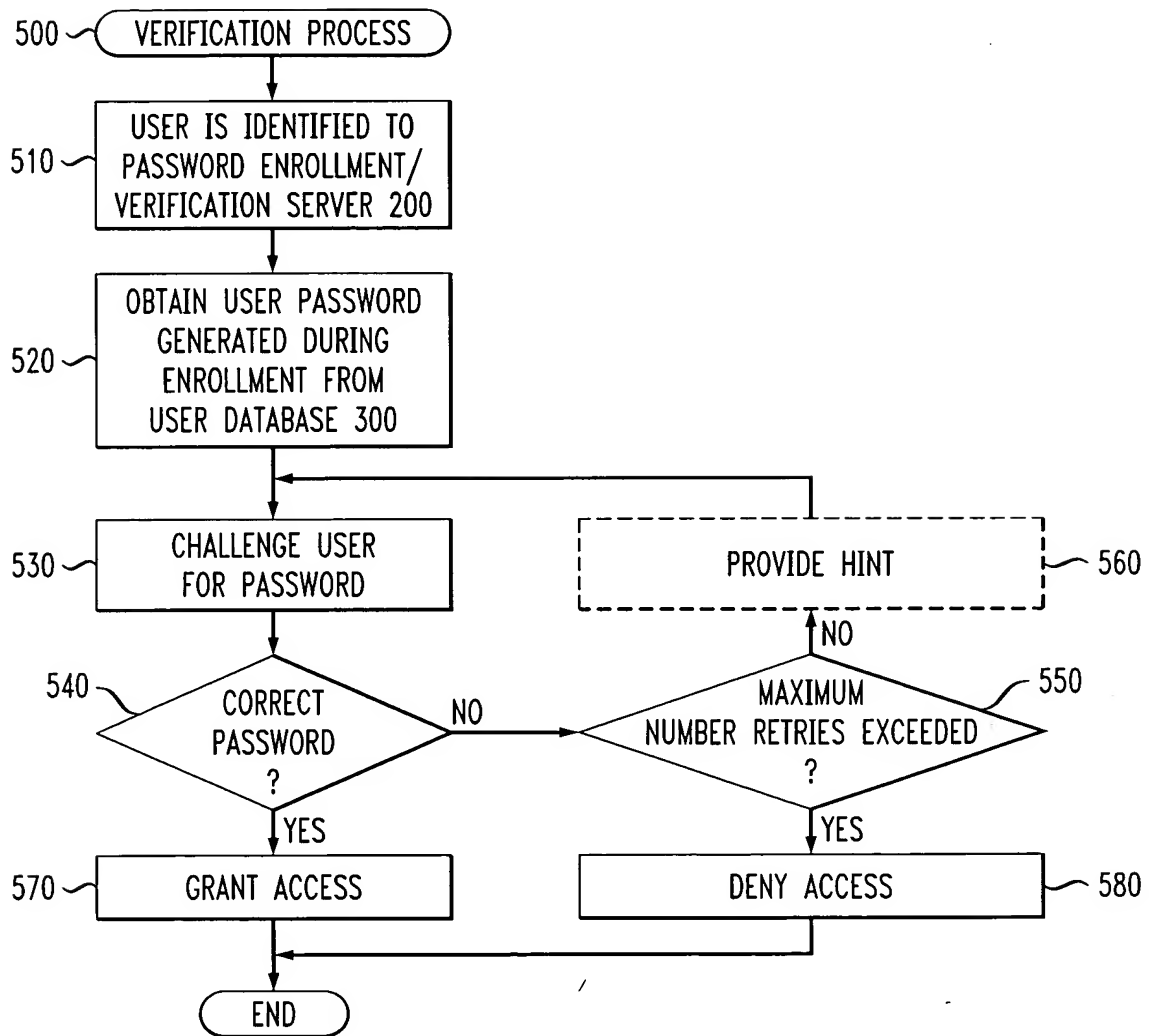 500
VERIFICATION PROCESS
510
USER IS IDENTIFIED TO
PASSWORD ENROLLMENT/
VERIFICATION SERVER 200
520
OBTAIN USER PASSWORD
GENERATED DURING
ENROLLMENT FROM
USER DATABASE 300
530
CHALLENGE USER
FOR PASSWORD
PROVIDE HINT
560
NO
540
CORRECT
PASSWORD
?
NO
MAXIMUM
NUMBER RETRIES EXCEEDED
?
550
YES
YES
570
GRANT ACCESS
DENY ACCESS
580
END